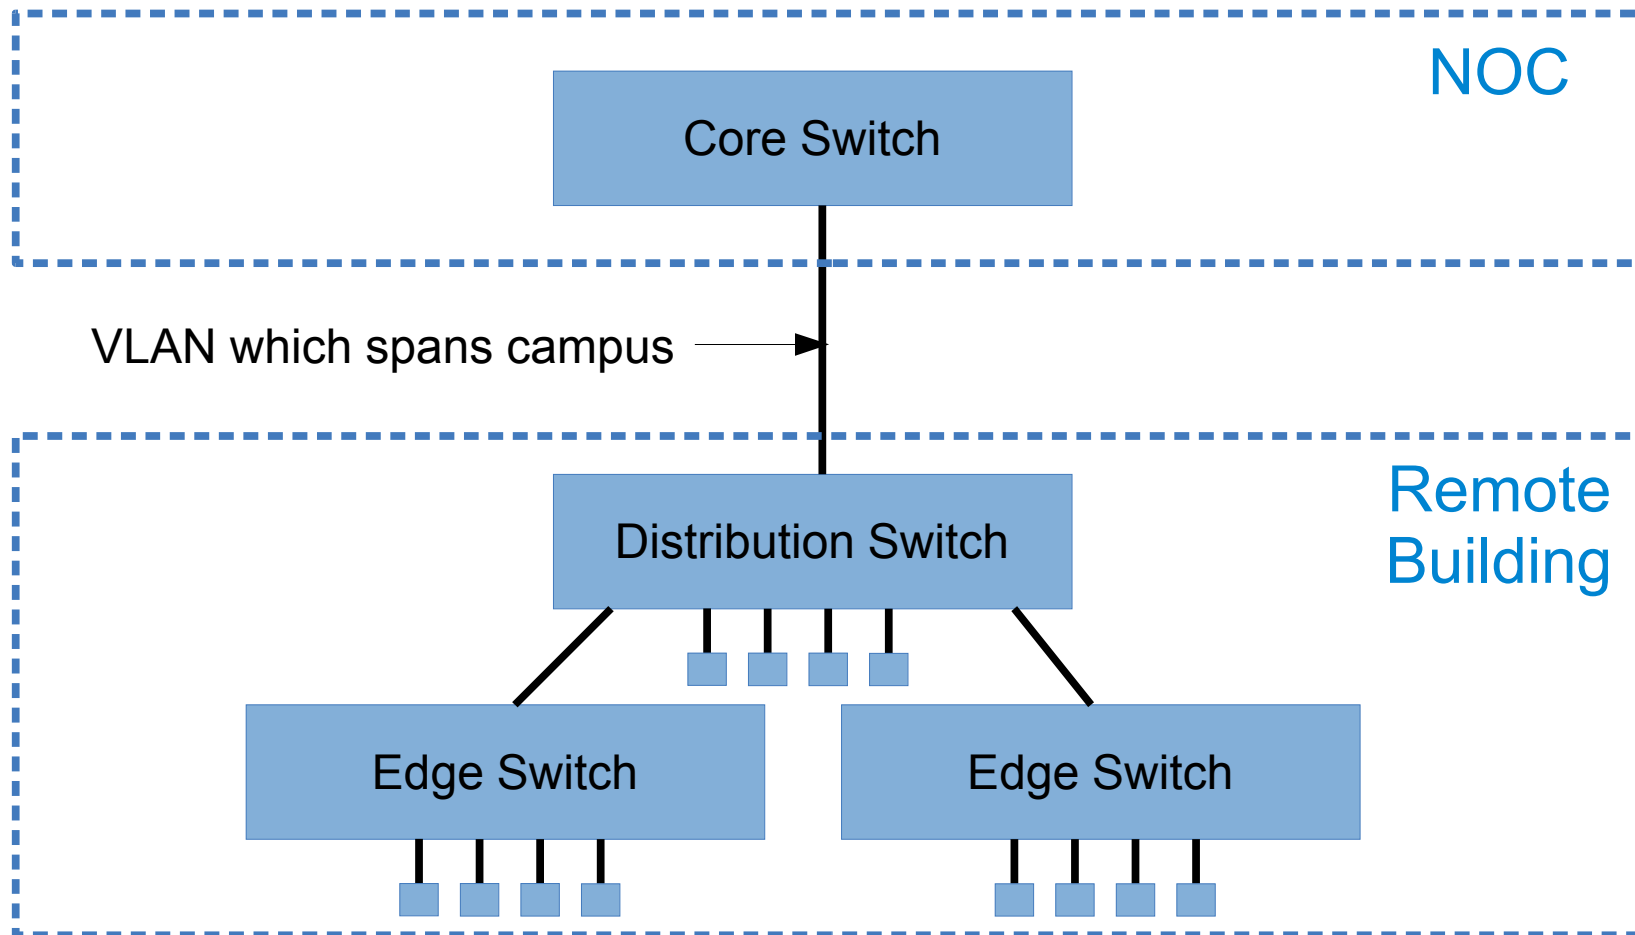 NOC
Core Switch
VLAN which spans campus
Remote
Building
Distribution Switch
Edge Switch
Edge Switch